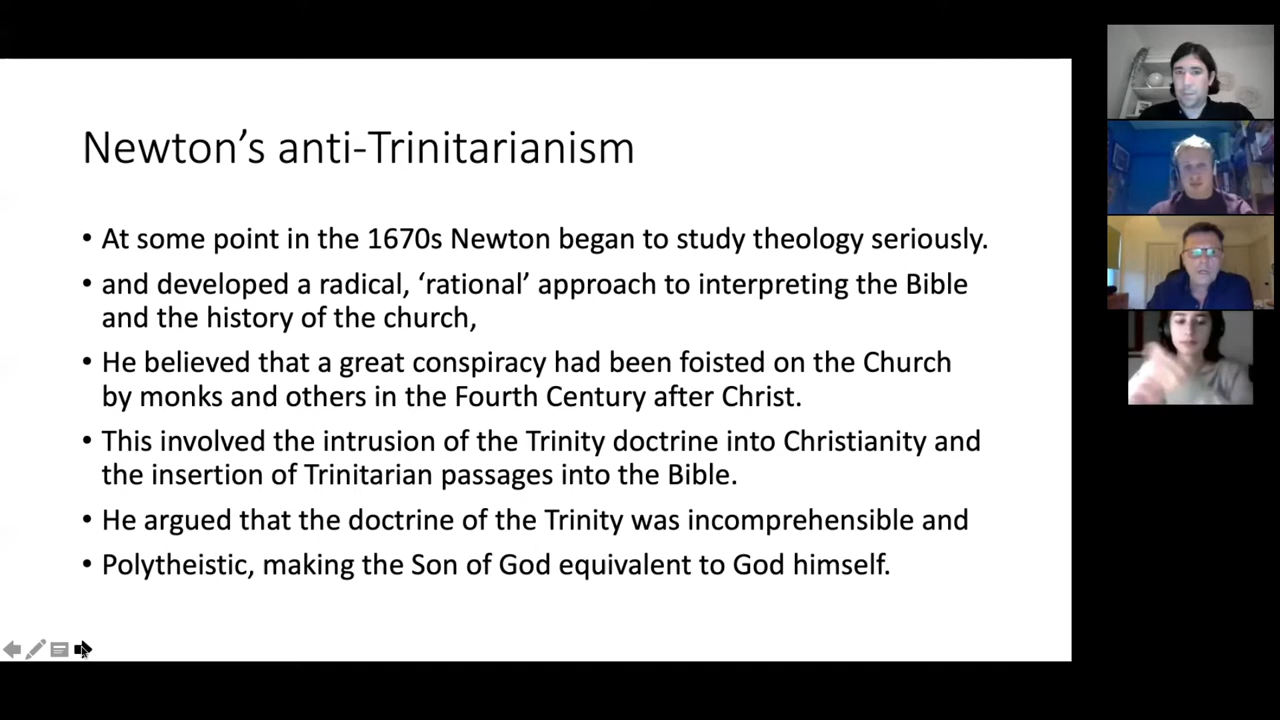 Newton’s anti-Trinitarianism
• At some point in the 1670s Newton began to study theology seriously.
• and developed a radical, ‘rational’ approach to interpreting the Bible
and the history of the church,
• He believed that a great conspiracy had been foisted on the Church
by monks and others in the Fourth Century after Christ.
• This involved the intrusion of the Trinity doctrine into Christianity and
the insertion of Trinitarian passages into the Bible.
• He argued that the doctrine of the Trinity was incomprehensible and
• Polytheistic, making the Son of God equivalent to God himself.